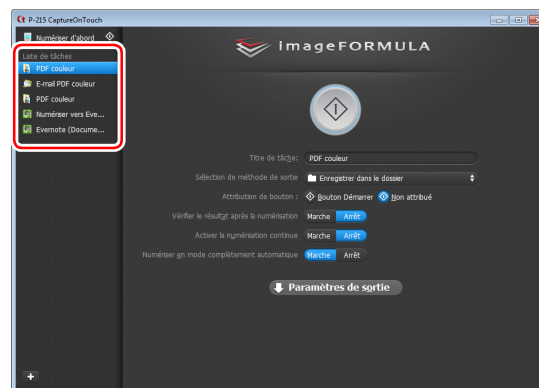 P-215 CaptureOnTouch
Numériser d'abord
Liste de tâches
PDF couleur
E-mail PDF couleur
PDF couleur
Numériser vers Eve...
Evernote (Docume...
imageFORMULA
Titre de tâche: PDF couleur
Sélection de méthode de sortie Enregistrer dans le dossier
Attribution de bouton : Bouton Démarrer Non attribué
Vérifier le résultat après la numérisation Marche Arrêt
Activer la numérisation continue Marche Arrêt
Numériser en mode complètement automatique Marche Arrêt
Paramètres de sortie